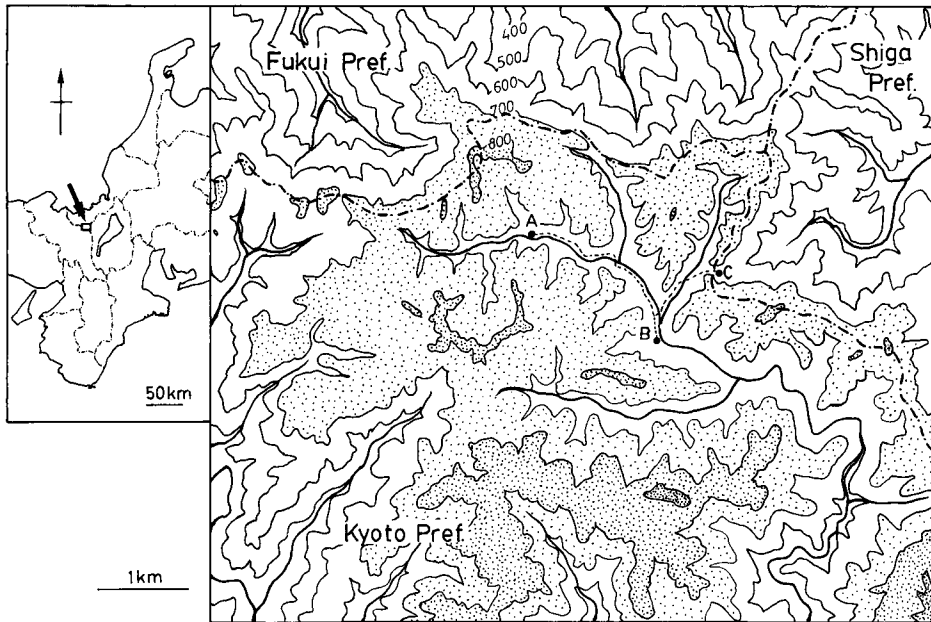 Fukui Pref.
400
500
600
700
800
Shiga
Pref.
A
C
B
50km
Kyoto Pref.
1km